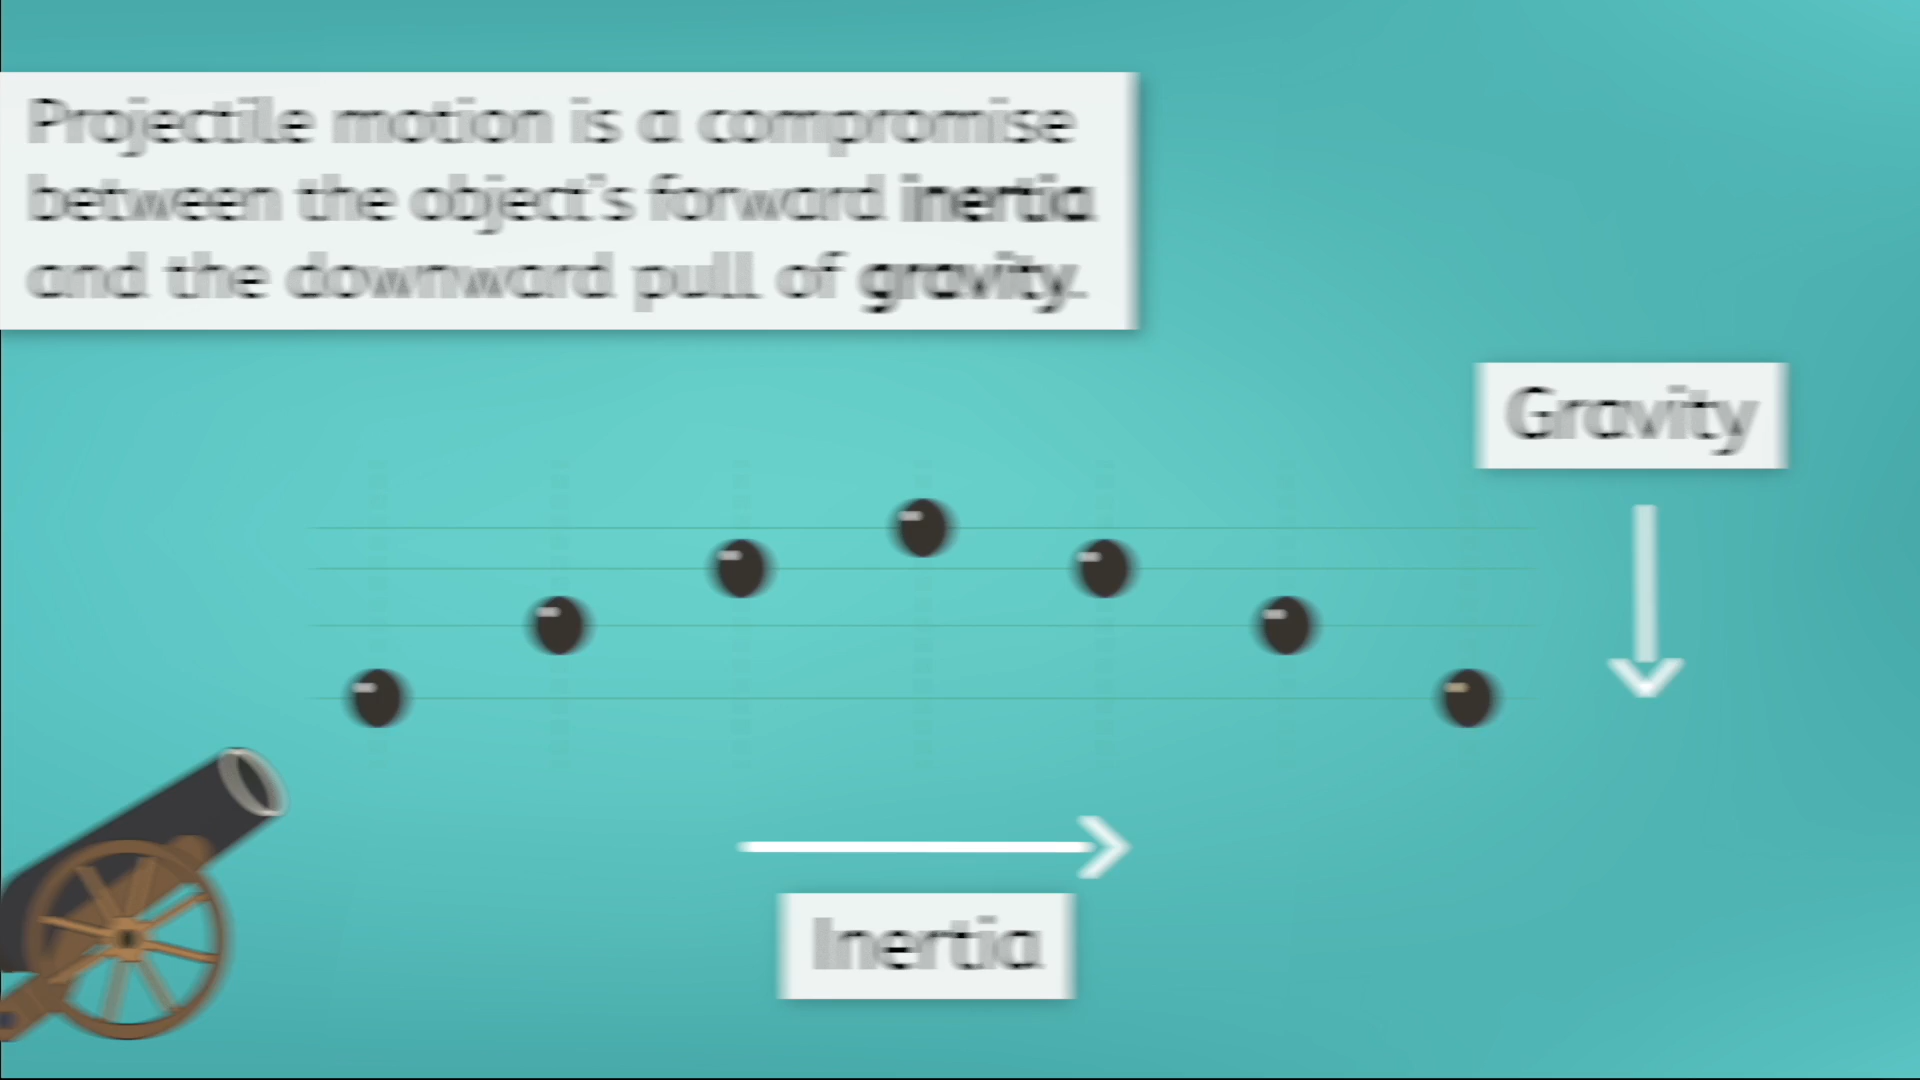 Projectile motion is a compromise
between the object's forward inertia
and the downward pull of gravity.
Gravity
Inertia